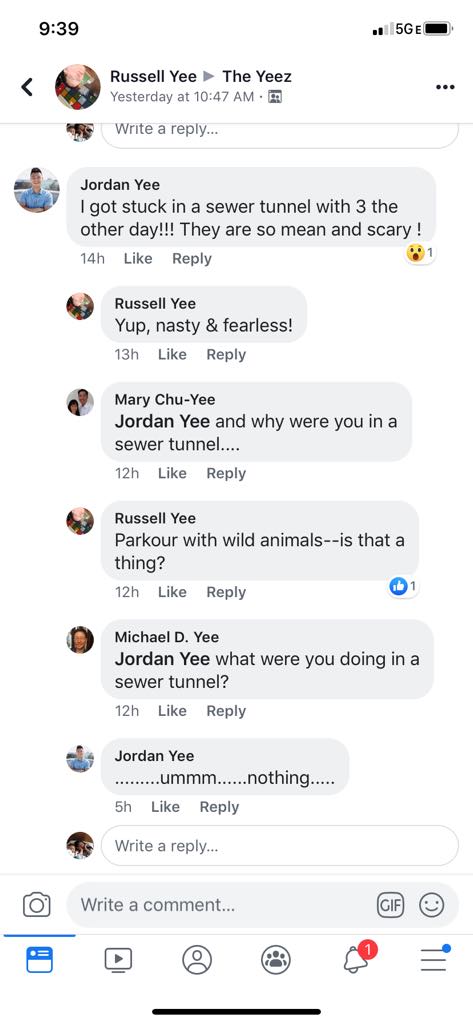 9:39
5GE
Russell Yee ▶ The Yeez
Yesterday at 10:47 AM ·
Write a reply...
Jordan Yee
I got stuck in a sewer tunnel with 3 the
other day!!! They are so mean and scary !
14h Like Reply
1
Russell Yee
Yup, nasty & fearless!
13h Like Reply
Mary Chu-Yee
Jordan Yee and why were you in a
sewer tunnel....
12h Like Reply
Russell Yee
Parkour with wild animals--is that a
thing?
12h Like Reply
1
Michael D. Yee
Jordan Yee what were you doing in a
sewer tunnel?
12h Like Reply
Jordan Yee
.........ummm......nothing.....
5h Like Reply
Write a reply...
Write a comment...
GIF
1